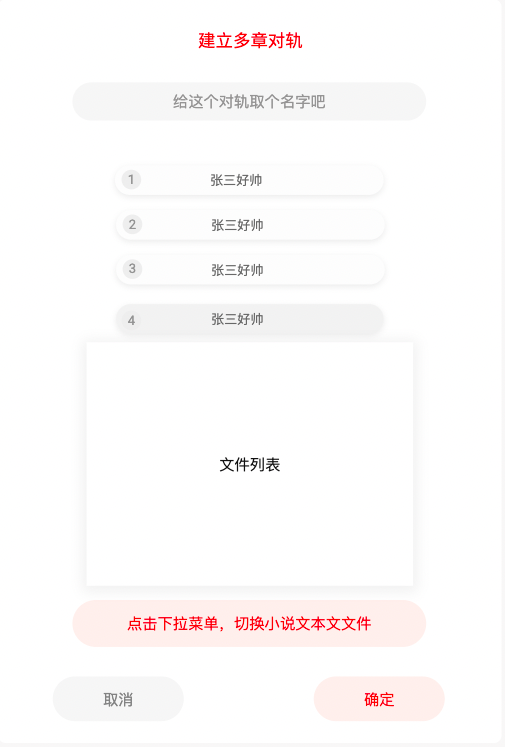 建立多章对轨
给这个对轨取个名字吧
1 张三好帅
2 张三好帅
3 张三好帅
4 张三好帅
文件列表
点击下拉菜单，切换小说文本文文件
取消 确定